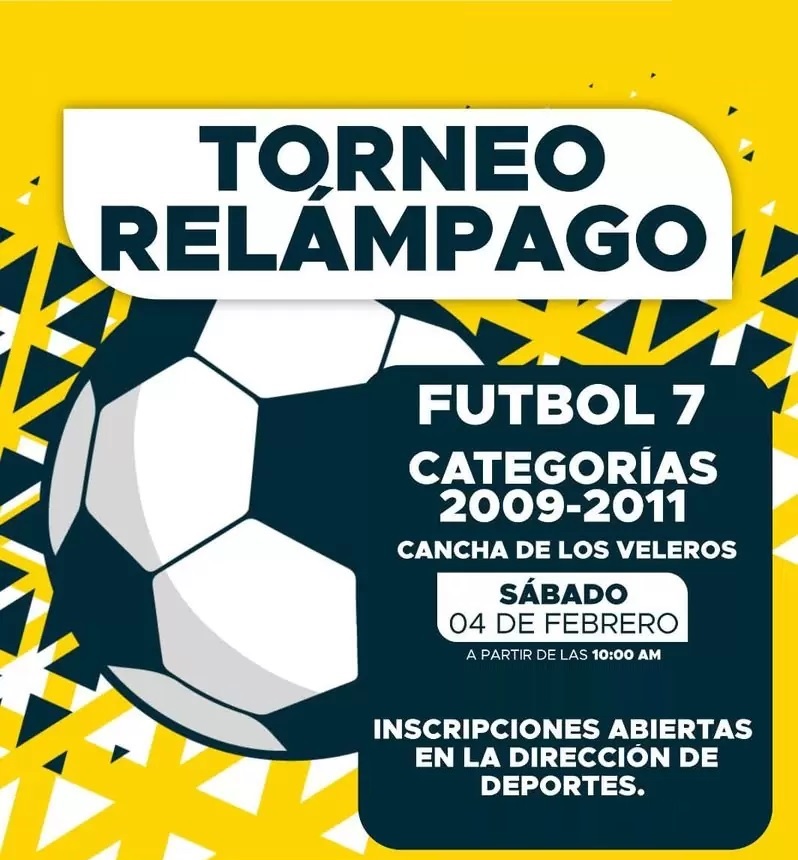 TORNEO
RELÁMPAGO
FUTBOL 7
CATEGORÍAS
2009-2011
CANCHA DE LOS VELEROS
SÁBADO
04 DE FEBRERO
A PARTIR DE LAS 10:00 AM
INSCRIPCIONES ABIERTAS
EN LA DIRECCIÓN DE
DEPORTES.